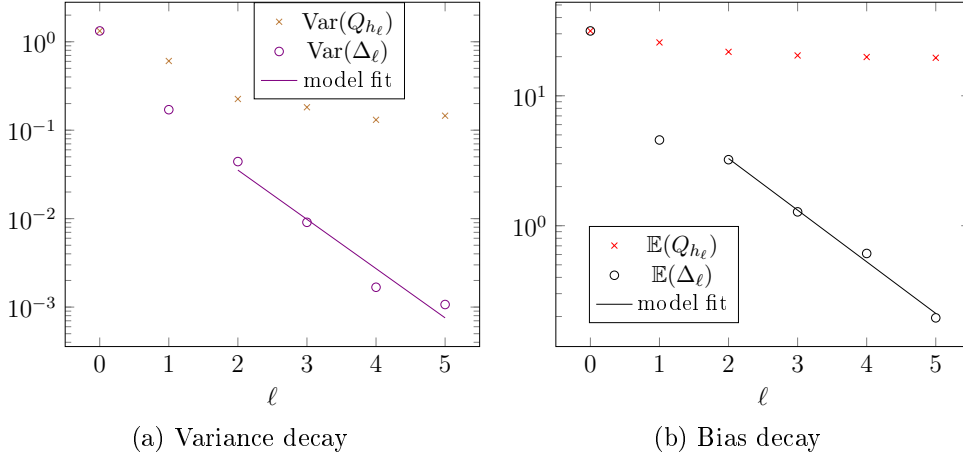 10^0
10^{-1}
10^{-2}
10^{-3}
0 1 2 3 4 5
ℓ
Var(Q_{h_ℓ})
Var(Δ_ℓ)
model fit
(a) Variance decay
10^1
10^0
0 1 2 3 4 5
ℓ
𝔼(Q_{h_ℓ})
𝔼(Δ_ℓ)
model fit
(b) Bias decay